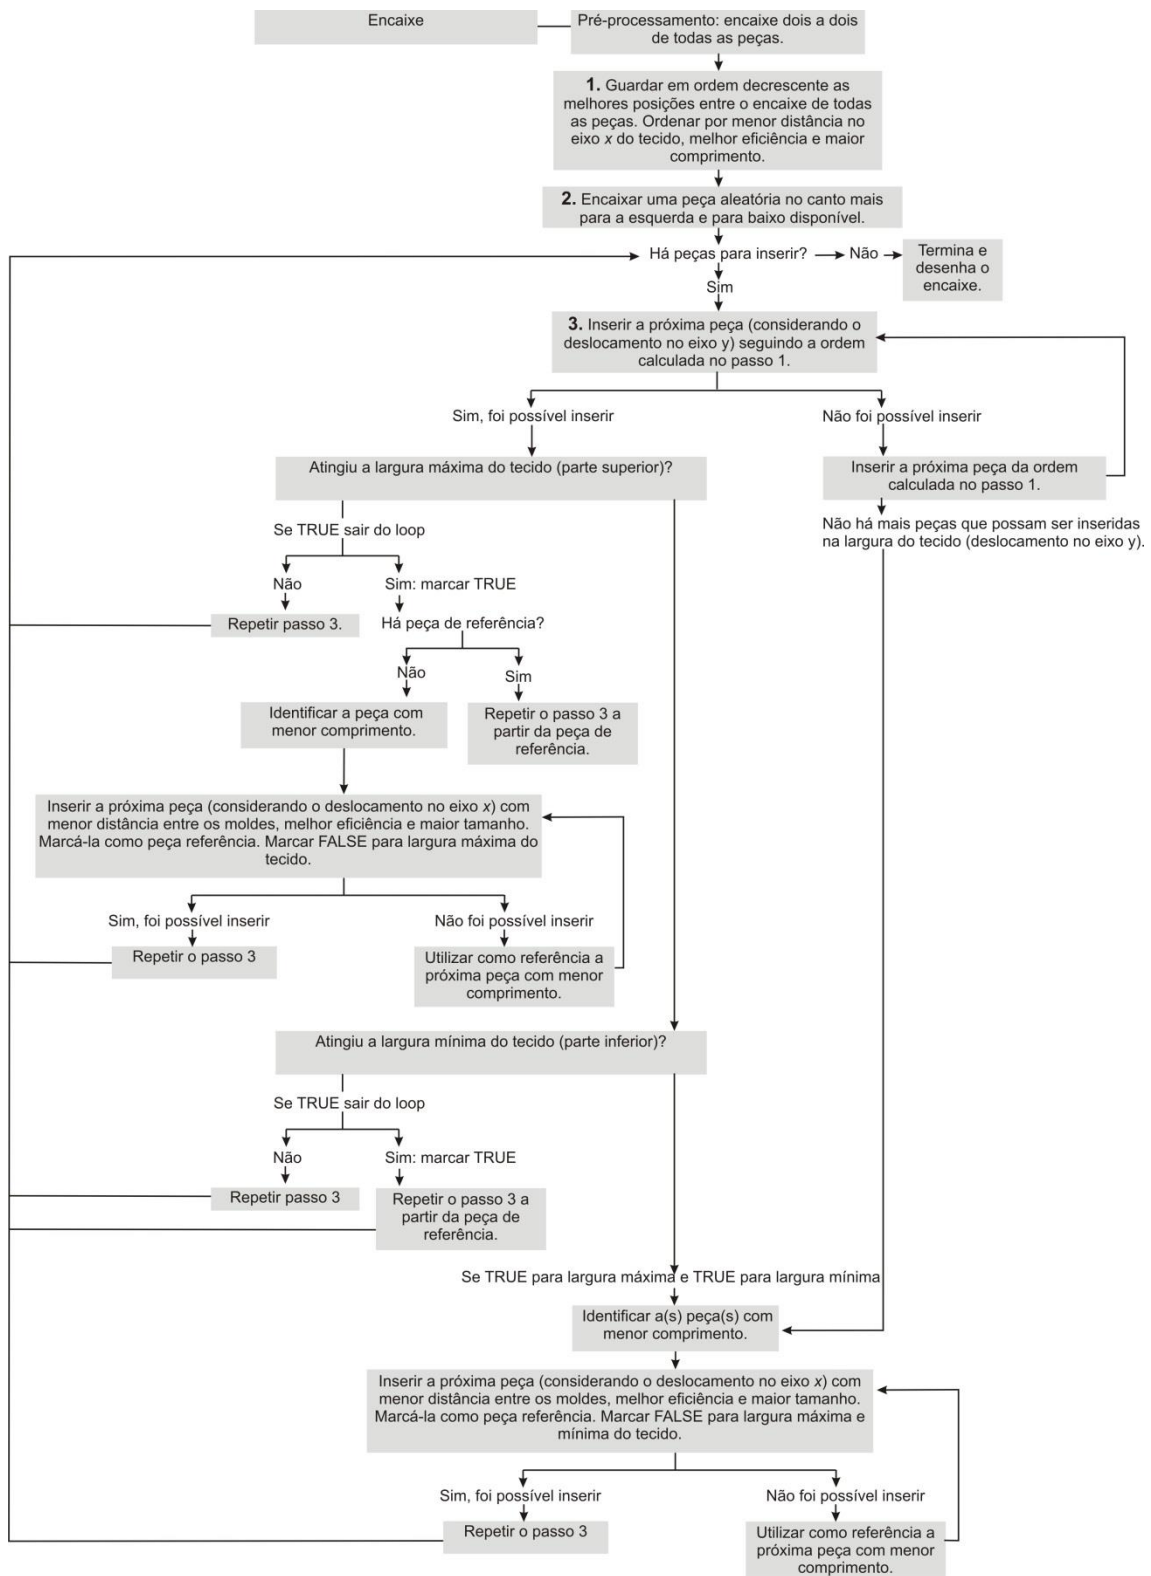 Encaixe
Pré-processamento: encaixe dois a dois
de todas as peças.
1. Guardar em ordem decrescente as
melhores posições entre o encaixe de todas
as peças. Ordenar por menor distância no
eixo x do tecido, melhor eficiência e maior
comprimento.
2. Encaixar uma peça aleatória no canto mais
para a esquerda e para baixo disponível.
Há peças para inserir?
Não
Termina e
desenha o
encaixe.
Sim
3. Inserir a próxima peça (considerando o
deslocamento no eixo y) seguindo a ordem
calculada no passo 1.
Sim, foi possível inserir
Não foi possível inserir
Atingiu a largura máxima do tecido (parte superior)?
Inserir a próxima peça da ordem
calculada no passo 1.
Não há mais peças que possam ser inseridas
na largura do tecido (deslocamento no eixo y).
Se TRUE sair do loop
Não
Sim: marcar TRUE
Repetir passo 3.
Há peça de referência?
Não
Sim
Identificar a peça com
menor comprimento.
Repetir o passo 3 a
partir da peça de
referência.
Inserir a próxima peça (considerando o deslocamento no eixo x) com
menor distância entre os moldes, melhor eficiência e maior tamanho.
Marcá-la como peça referência. Marcar FALSE para largura máxima do
tecido.
Sim, foi possível inserir
Não foi possível inserir
Repetir o passo 3
Utilizar como referência a
próxima peça com menor
comprimento.
Atingiu a largura mínima do tecido (parte inferior)?
Se TRUE sair do loop
Não
Sim: marcar TRUE
Repetir passo 3
Repetir o passo 3 a
partir da peça de
referência.
Se TRUE para largura máxima e TRUE para largura mínima
Identificar a(s) peça(s) com
menor comprimento.
Inserir a próxima peça (considerando o deslocamento no eixo x) com
menor distância entre os moldes, melhor eficiência e maior tamanho.
Marcá-la como peça referência. Marcar FALSE para largura máxima e
mínima do tecido.
Sim, foi possível inserir
Não foi possível inserir
Repetir o passo 3
Utilizar como referência a
próxima peça com menor
comprimento.